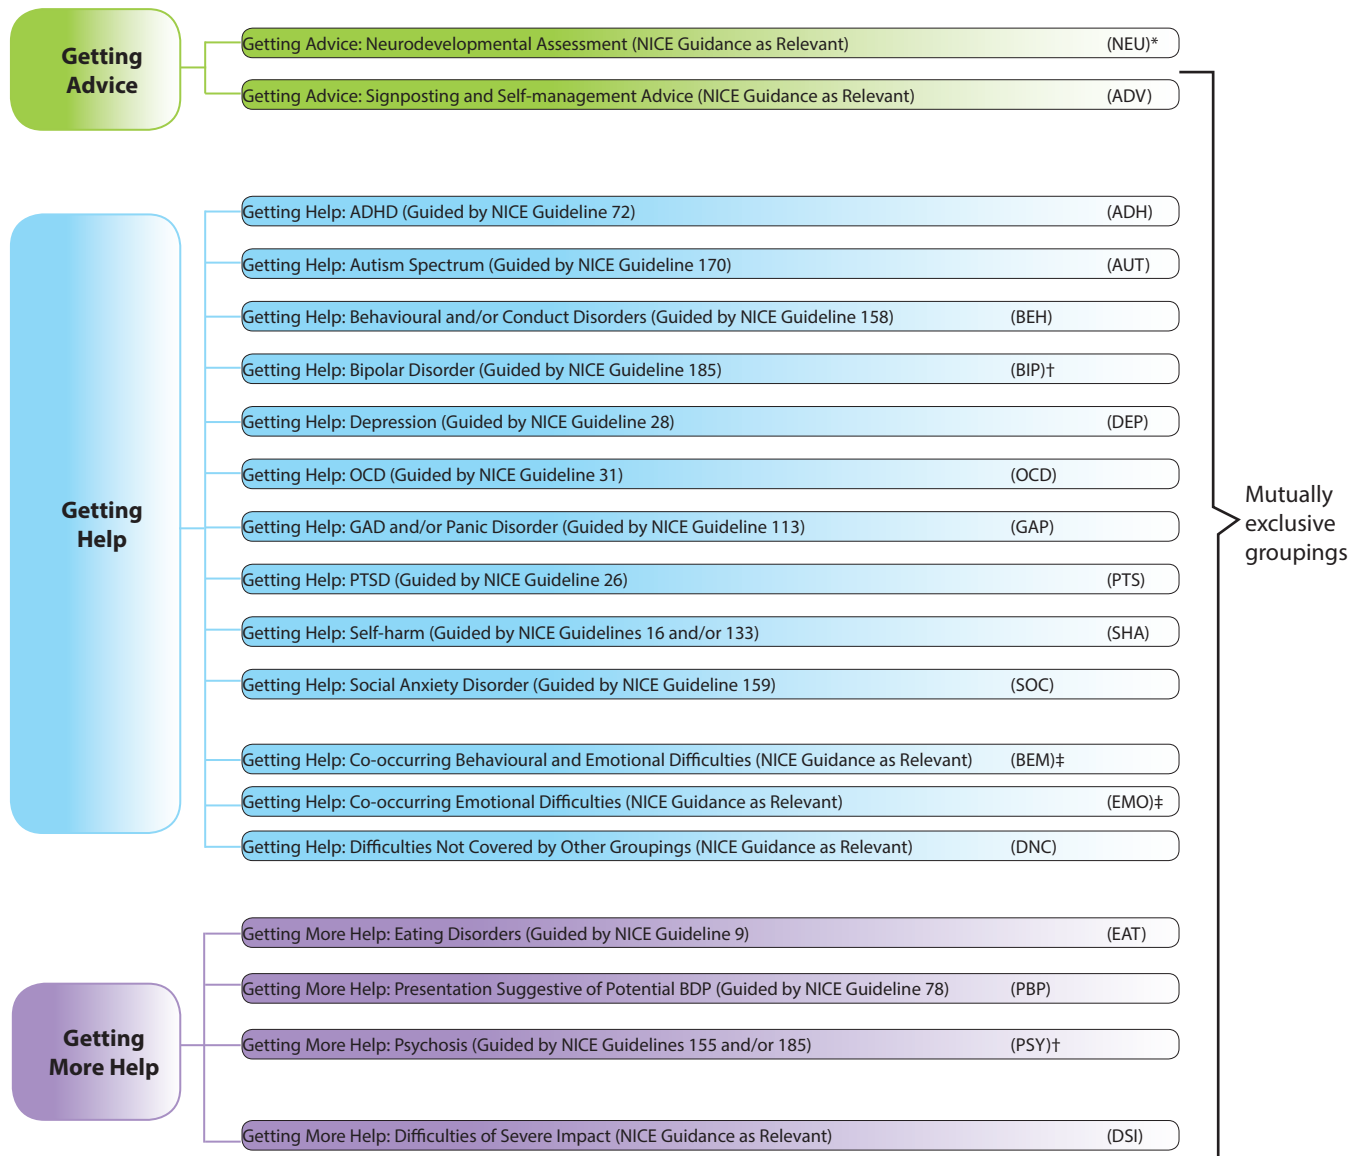 Getting
Advice
Getting Advice: Neurodevelopmental Assessment (NICE Guidance as Relevant) (NEU)*
Getting Advice: Signposting and Self-management Advice (NICE Guidance as Relevant) (ADV)
Getting
Help
Getting Help: ADHD (Guided by NICE Guideline 72) (ADH)
Getting Help: Autism Spectrum (Guided by NICE Guideline 170) (AUT)
Getting Help: Behavioural and/or Conduct Disorders (Guided by NICE Guideline 158) (BEH)
Getting Help: Bipolar Disorder (Guided by NICE Guideline 185) (BIP)†
Getting Help: Depression (Guided by NICE Guideline 28) (DEP)
Getting Help: OCD (Guided by NICE Guideline 31) (OCD)
Getting Help: GAD and/or Panic Disorder (Guided by NICE Guideline 113) (GAP)
Getting Help: PTSD (Guided by NICE Guideline 26) (PTS)
Getting Help: Self-harm (Guided by NICE Guidelines 16 and/or 133) (SHA)
Getting Help: Social Anxiety Disorder (Guided by NICE Guideline 159) (SOC)
Getting Help: Co-occurring Behavioural and Emotional Difficulties (NICE Guidance as Relevant) (BEM)‡
Getting Help: Co-occurring Emotional Difficulties (NICE Guidance as Relevant) (EMO)‡
Getting Help: Difficulties Not Covered by Other Groupings (NICE Guidance as Relevant) (DNC)
Getting
More Help
Getting More Help: Eating Disorders (Guided by NICE Guideline 9) (EAT)
Getting More Help: Presentation Suggestive of Potential BDP (Guided by NICE Guideline 78) (PBP)
Getting More Help: Psychosis (Guided by NICE Guidelines 155 and/or 185) (PSY)†
Getting More Help: Difficulties of Severe Impact (NICE Guidance as Relevant) (DSI)
Mutually
exclusive
groupings